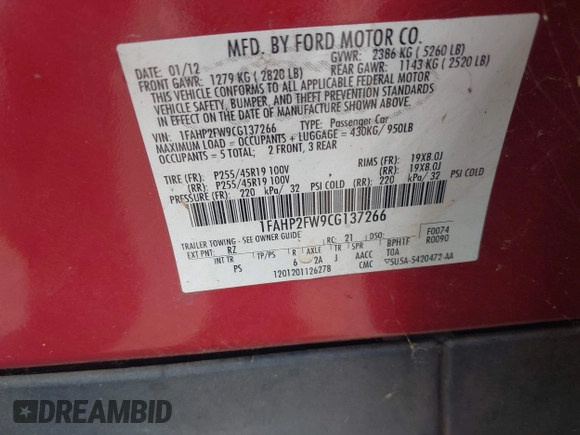 MFD. BY FORD MOTOR CO.
DATE: 01/12
GVWR: 2386 KG ( 5260 LB)
FRONT GAWR: 1279 KG ( 2820 LB)
REAR GAWR: 1143 KG ( 2520 LB)
THIS VEHICLE CONFORMS TO ALL APPLICABLE FEDERAL MOTOR
VEHICLE SAFETY, BUMPER, AND THEFT PREVENTION STANDARDS
IN EFFECT ON THE DATE OF MANUFACTURE SHOWN ABOVE.
VIN: 1FAHP2FW9CG137266 TYPE: Passenger Car
MAXIMUM LOAD = OCCUPANTS + LUGGAGE = 430KG/950LB
OCCUPANTS = 5 TOTAL; 2 FRONT, 3 REAR
TIRE (FR): P255/45R19 100V RIMS (FR): 19X8.0J
(RR): P255/45R19 100V (RR): 19X8.0J
PRESSURE (FR): 220 kPa/ 32 PSI COLD (RR): 220 kPa/ 32 PSI COLD
1FAHP2FW9CG137266
TRAILER TOWING - SEE OWNER GUIDE
F0074
EXT PNT: RZ RC: 21 DSO: BPH1F R0090
INT TR TP/PS R AXLE TR SPR TOA
PS 6 2A J AACC
1201201126278 CMC ▽5U5A-5420472-AA
DREAMBID